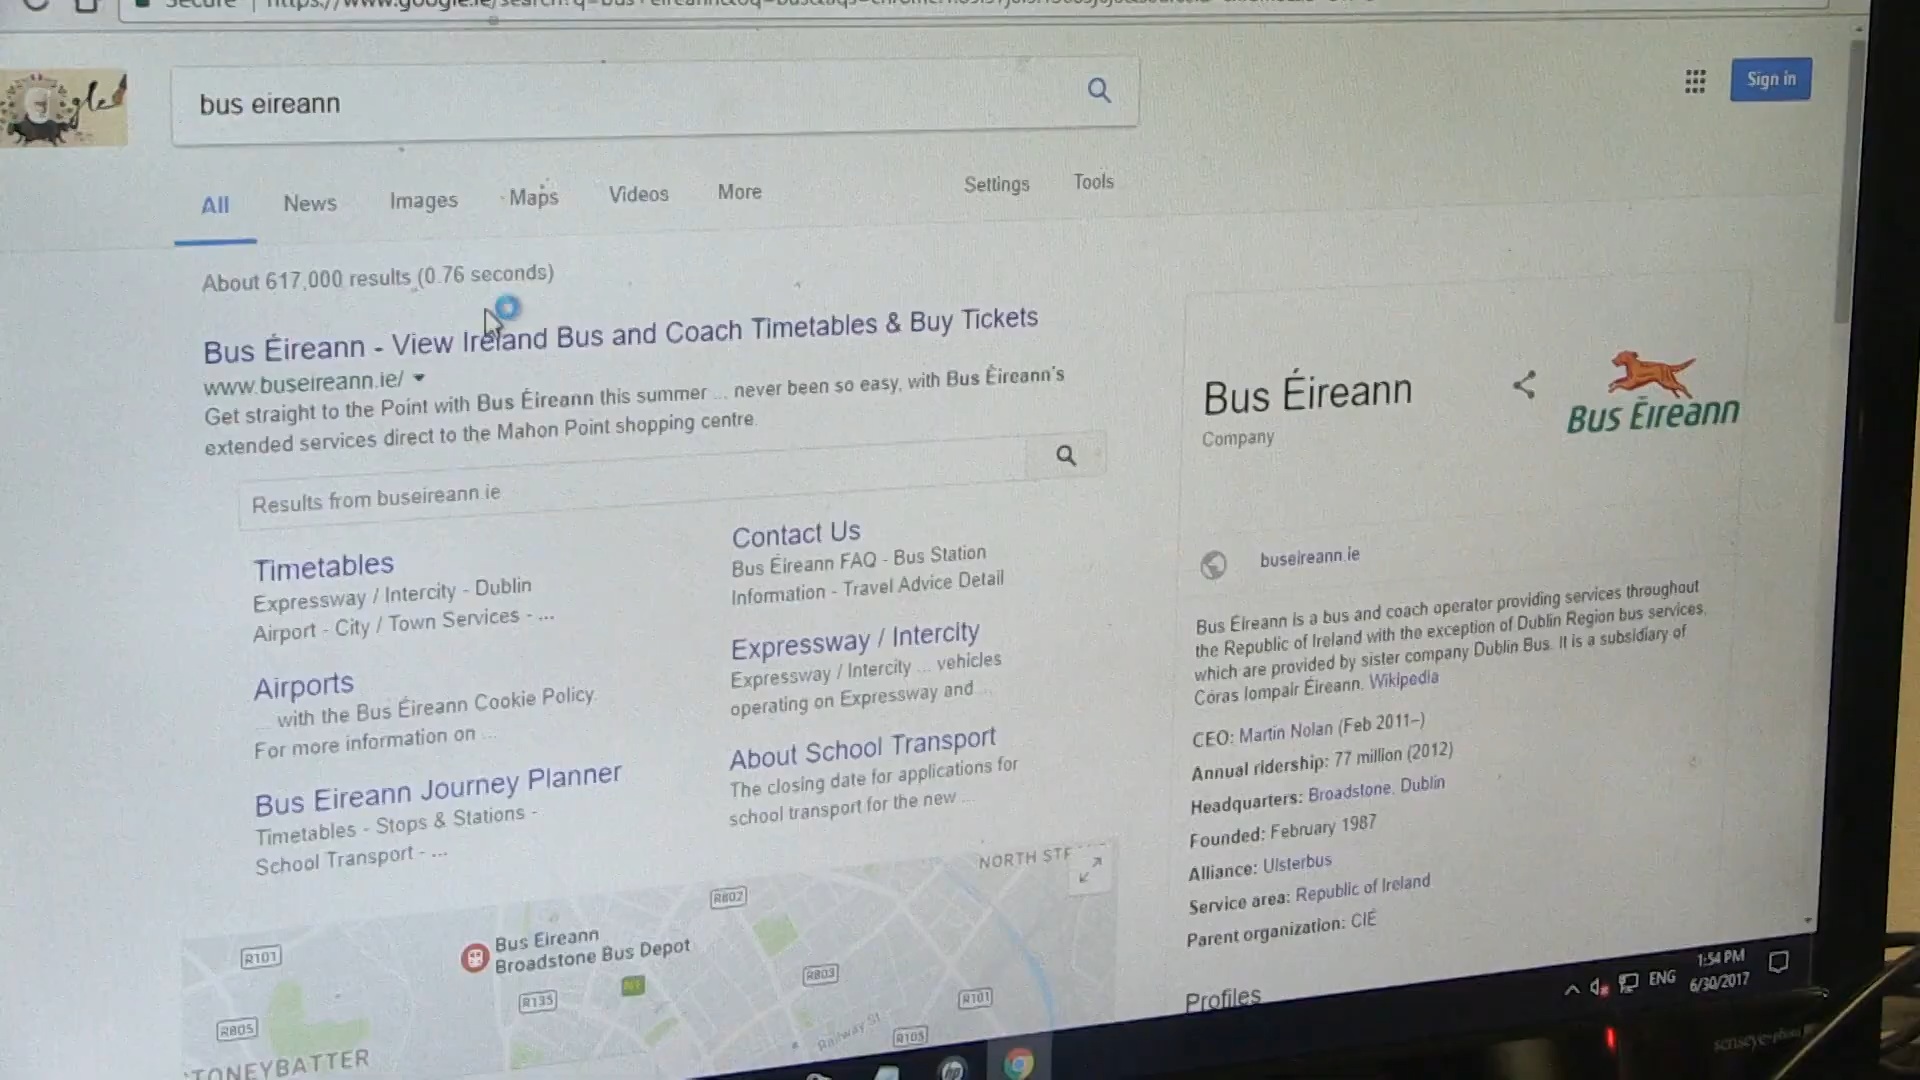 Secure
bus eireann
Sign in
All News Images Maps Videos More Settings Tools
About 617,000 results (0.76 seconds)
Bus Éireann - View Ireland Bus and Coach Timetables & Buy Tickets
www.buseireann.ie/
Get straight to the Point with Bus Éireann this summer ... never been so easy, with Bus Éireann's
extended services direct to the Mahon Point shopping centre.
Results from buseireann.ie
Timetables
Expressway / Intercity - Dublin
Airport - City / Town Services - ...
Airports
... with the Bus Éireann Cookie Policy.
For more information on ...
Bus Eireann Journey Planner
Timetables - Stops & Stations -
School Transport - ...
Contact Us
Bus Éireann FAQ - Bus Station
Information - Travel Advice Detail
Expressway / Intercity
Expressway / Intercity ... vehicles
operating on Expressway and ...
About School Transport
The closing date for applications for
school transport for the new ...
NORTH STR
R802
R101
Bus Eireann
Broadstone Bus Depot
R803
R135
R101
R805
Railway St
R105
TONEYBATTER
Bus Éireann
Company
Bus Éireann
buseireann.ie
Bus Éireann is a bus and coach operator providing services throughout
the Republic of Ireland with the exception of Dublin Region bus services,
which are provided by sister company Dublin Bus. It is a subsidiary of
Córas Iompair Éireann. Wikipedia
CEO: Martin Nolan (Feb 2011–)
Annual ridership: 77 million (2012)
Headquarters: Broadstone, Dublin
Founded: February 1987
Alliance: Ulsterbus
Service area: Republic of Ireland
Parent organization: CIÉ
Profiles
ENG
1:54 PM
6/30/2017
hp